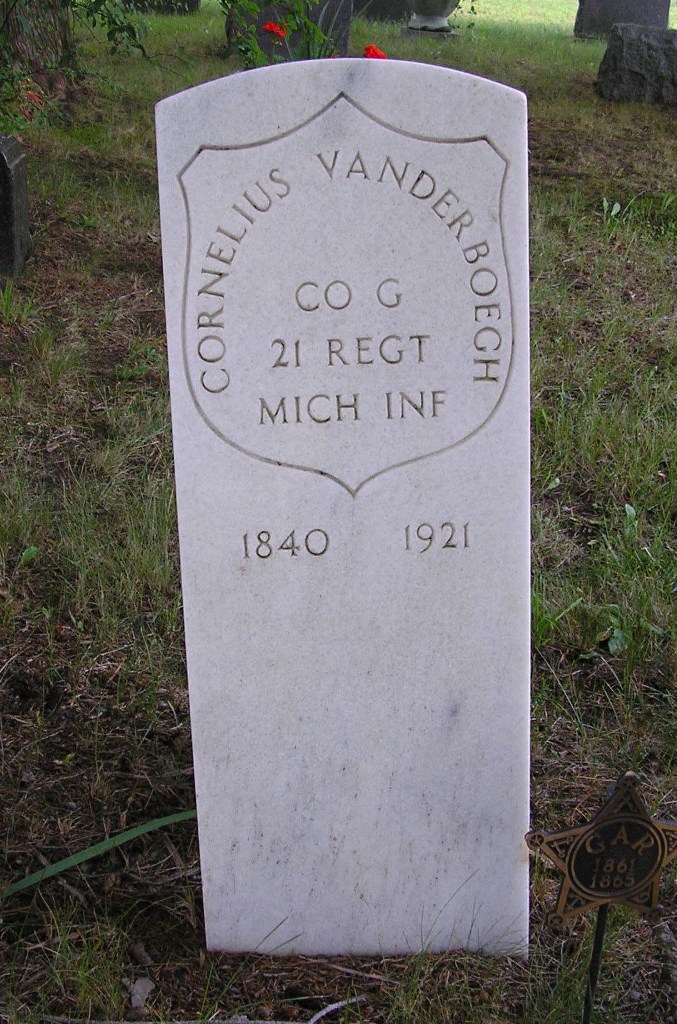 CORNELIUS VANDERBOEGH
CO G
21 REGT
MICH INF
1840 1921
GAR
1861
1865